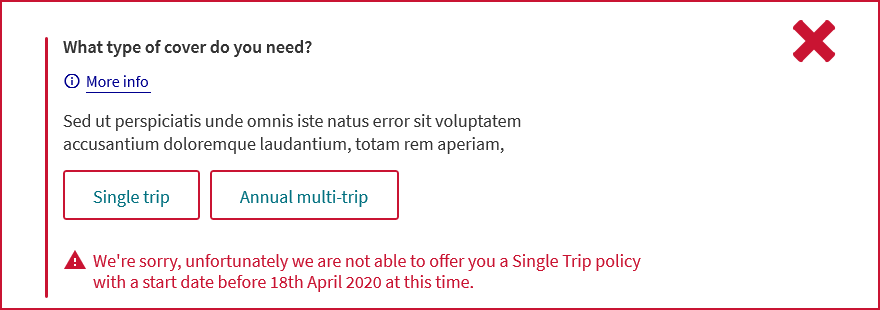 What type of cover do you need?
More info
Sed ut perspiciatis unde omnis iste natus error sit voluptatem
accusantium doloremque laudantium, totam rem aperiam,
Single trip
Annual multi-trip
We're sorry, unfortunately we are not able to offer you a Single Trip policy
with a start date before 18th April 2020 at this time.